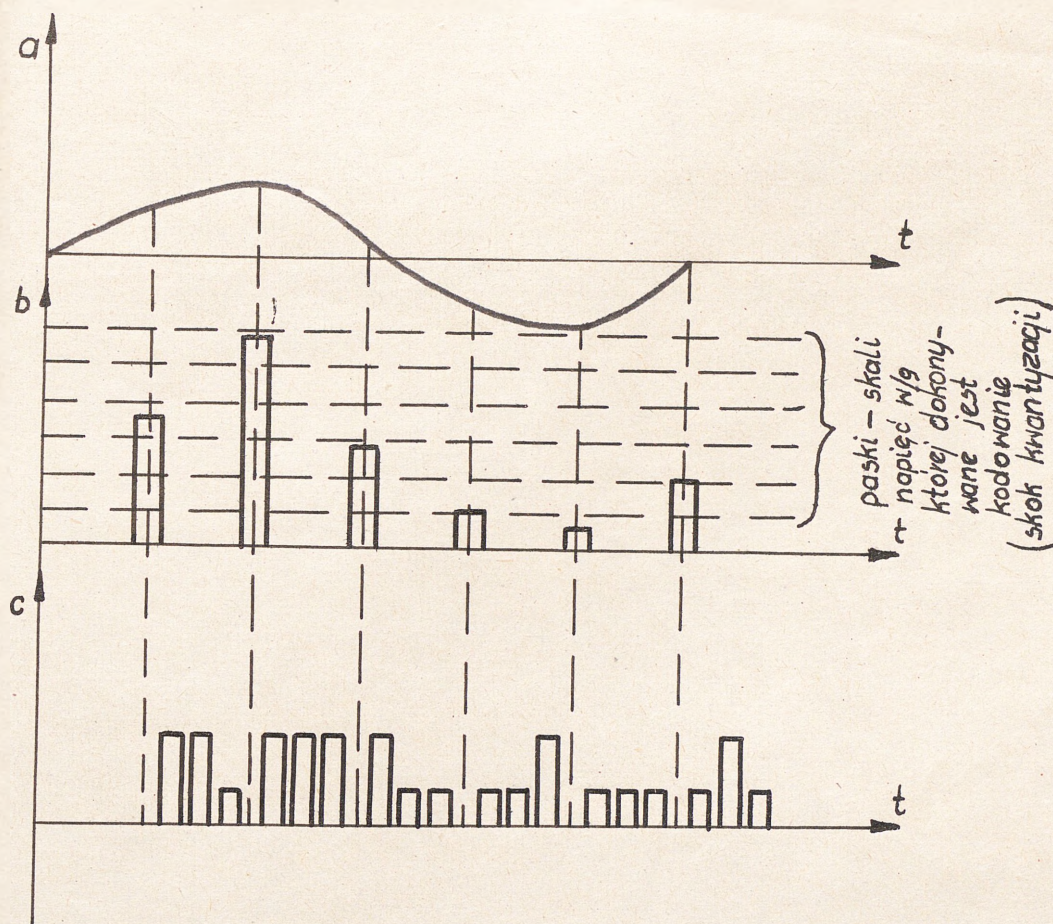 a
t
b
paski – skali
napięć w/g
której dokony-
wane jest
kodowanie
(skok kwantyzacji)
t
c
t